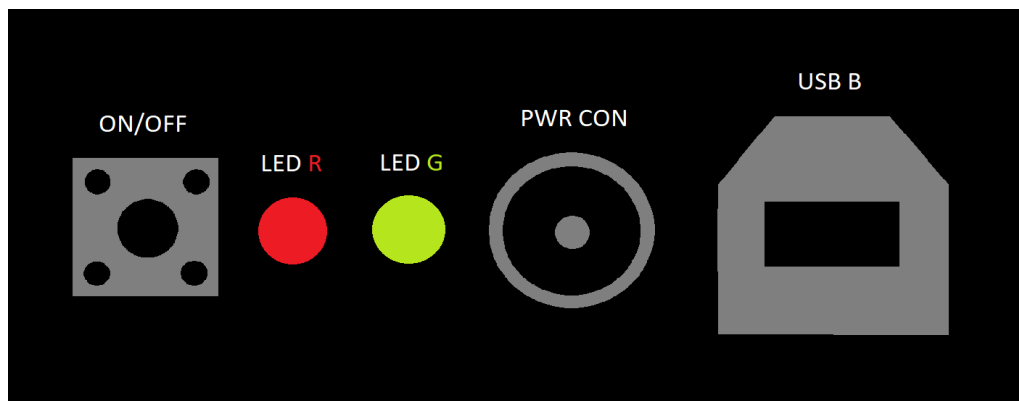 ON/OFF
LED R
LED G
PWR CON
USB B